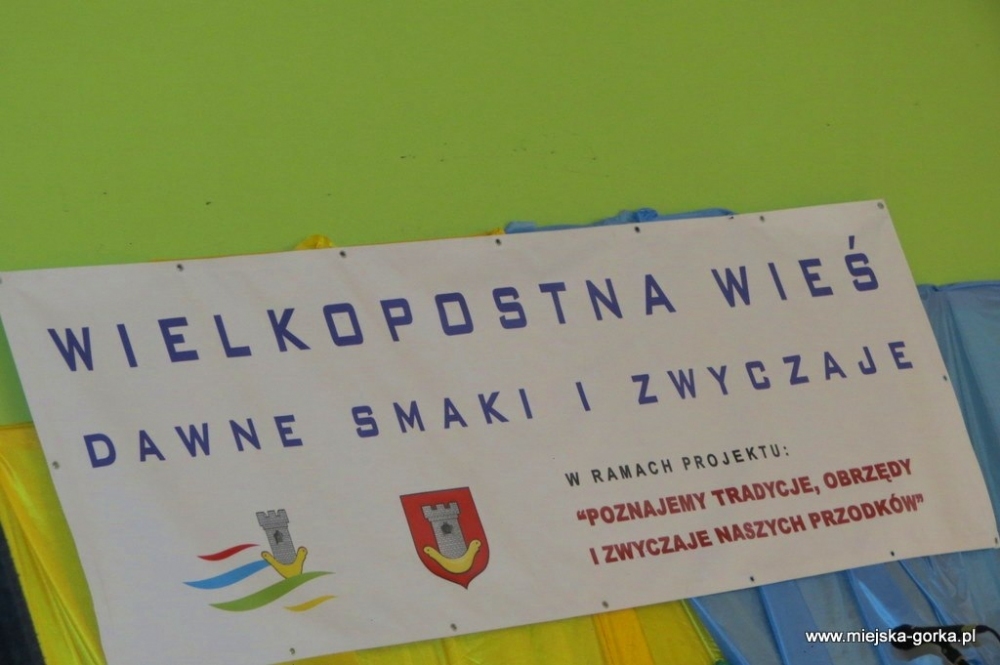 WIELKOPOSTNA WIEŚ
DAWNE SMAKI I ZWYCZAJE
W RAMACH PROJEKTU:
“POZNAJEMY TRADYCJE, OBRZĘDY
I ZWYCZAJE NASZYCH PRZODKÓW”
www.miejska-gorka.pl